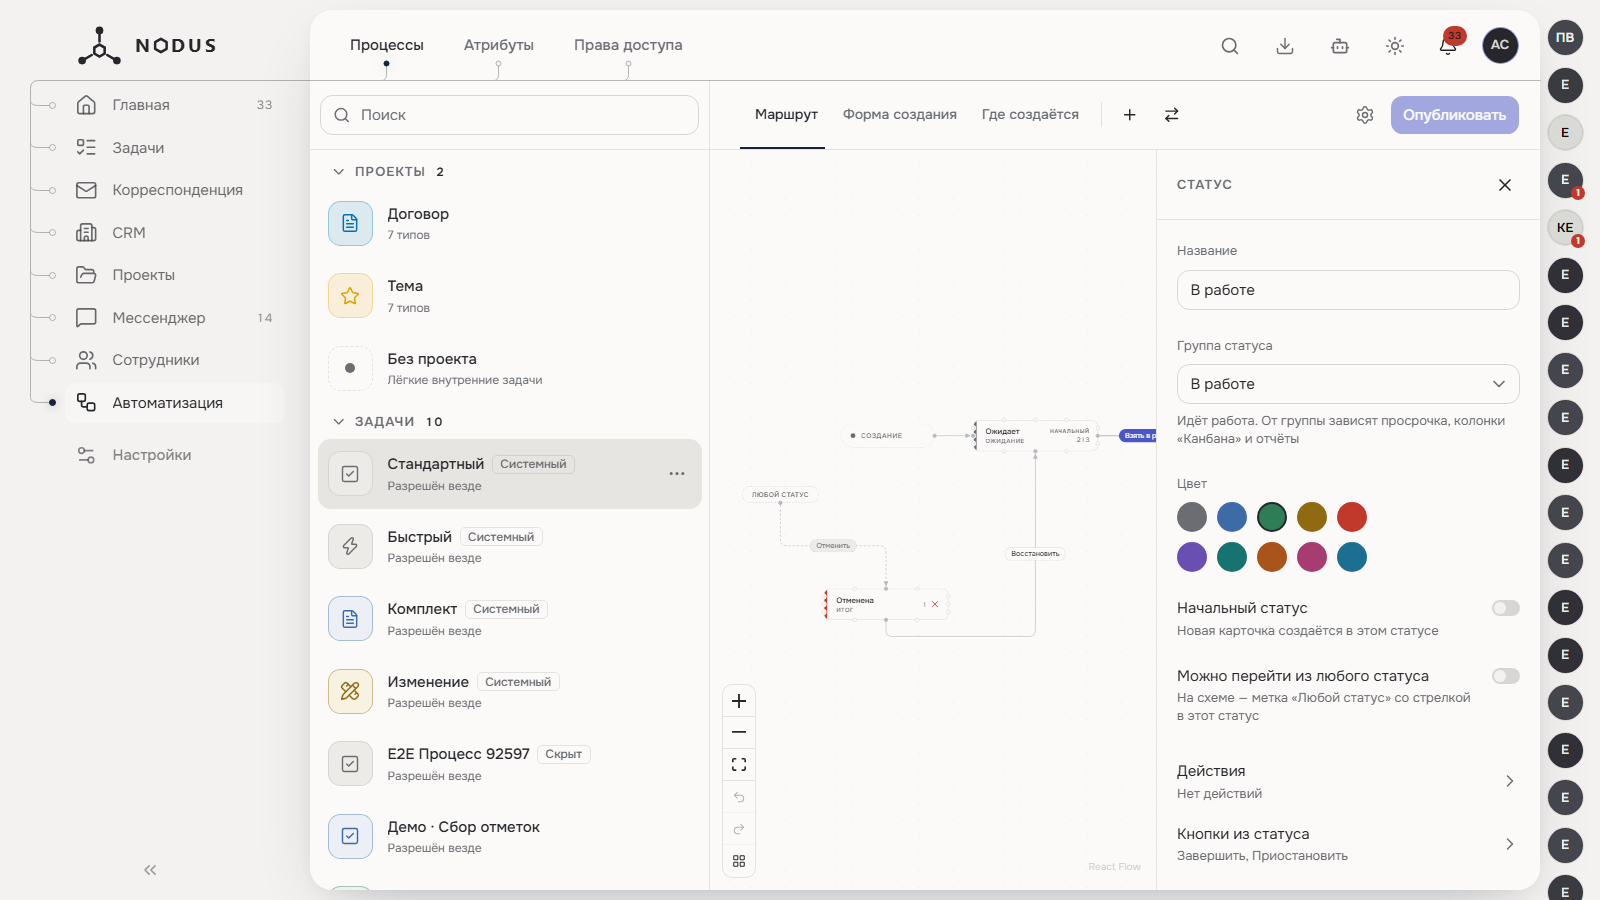 NODUS
Главная 33
Задачи
Корреспонденция
CRM
Проекты
Мессенджер 14
Сотрудники
Автоматизация
Настройки
Процессы Атрибуты Права доступа
33
АС
Поиск
ПРОЕКТЫ 2
Договор
7 типов
Тема
7 типов
Без проекта
Лёгкие внутренние задачи
ЗАДАЧИ 10
Стандартный Системный
Разрешён везде
Быстрый Системный
Разрешён везде
Комплект Системный
Разрешён везде
Изменение Системный
Разрешён везде
E2E Процесс 92597 Скрыт
Разрешён везде
Демо · Сбор отметок
Разрешён везде
Маршрут Форма создания Где создаётся
Опубликовать
СОЗДАНИЕ
Ожидает НАЧАЛЬНЫЙ
ОЖИДАНИЕ
Взять в р
ЛЮБОЙ СТАТУС
Отменить
Восстановить
Отменена
ИТОГ
React Flow
СТАТУС
Название
В работе
Группа статуса
В работе
Идёт работа. От группы зависят просрочка, колонки
«Канбана» и отчёты
Цвет
Начальный статус
Новая карточка создаётся в этом статусе
Можно перейти из любого статуса
На схеме — метка «Любой статус» со стрелкой
в этот статус
Действия
Нет действий
Кнопки из статуса
Завершить, Приостановить
ПВ
E
E
E
1
KE
1
E
E
E
E
E
E
E
E
E
E
E
E
E
E